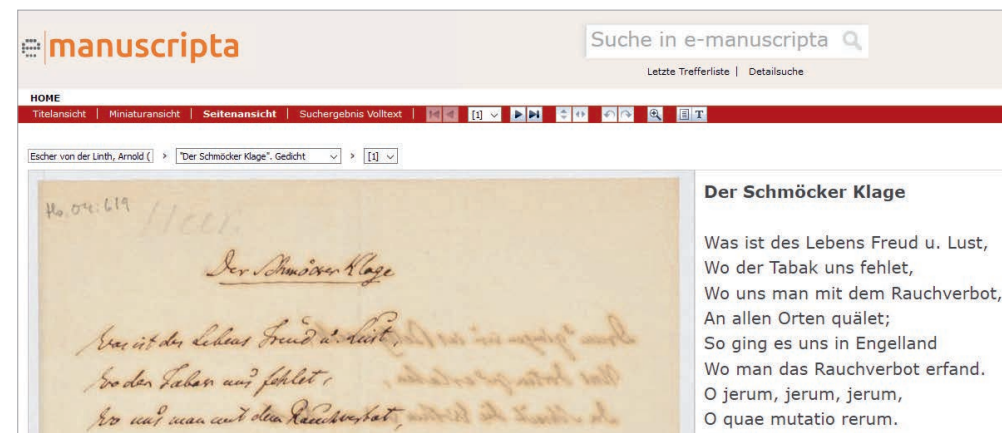 e-manuscripta
Suche in e-manuscripta
Letzte Trefferliste | Detailsuche
HOME
Titelansicht | Miniaturansicht | Seitenansicht | Suchergebnis Volltext | [1]
Escher von der Linth, Arnold ( > "Der Schmöcker Klage". Gedicht > [1]
Hs. 04:619
Heer.
Der Schmöcker Klage
Was ist des Lebens Freud u. Lust,
Wo der Tabak uns fehlet,
Wo uns man mit dem Rauchverbot,
Der Schmöcker Klage
Was ist des Lebens Freud u. Lust,
Wo der Tabak uns fehlet,
Wo uns man mit dem Rauchverbot,
An allen Orten quälet;
So ging es uns in Engelland
Wo man das Rauchverbot erfand.
O jerum, jerum, jerum,
O quae mutatio rerum.